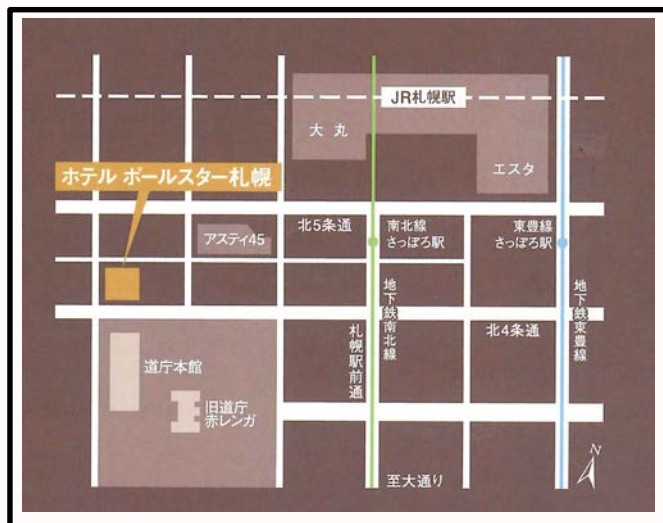 JR札幌駅
大丸
エスタ
ホテル ポールスター札幌
アスティ45
北5条通
南北線
さっぽろ駅
東豊線
さっぽろ駅
地下鉄南北線
地下鉄東豊線
札幌駅前通
北4条通
道庁本館
旧道庁
赤レンガ
至大通り
N